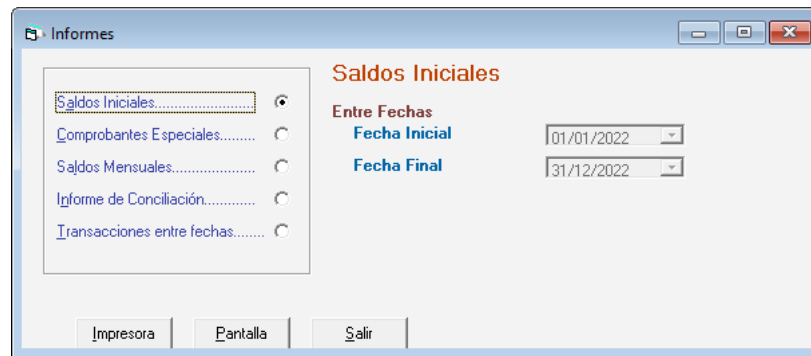 Informes
Saldos Iniciales.......................
Comprobantes Especiales.........
Saldos Mensuales....................
Informe de Conciliación............
Transacciones entre fechas........
Saldos Iniciales
Entre Fechas
Fecha Inicial 01/01/2022
Fecha Final 31/12/2022
Impresora Pantalla Salir